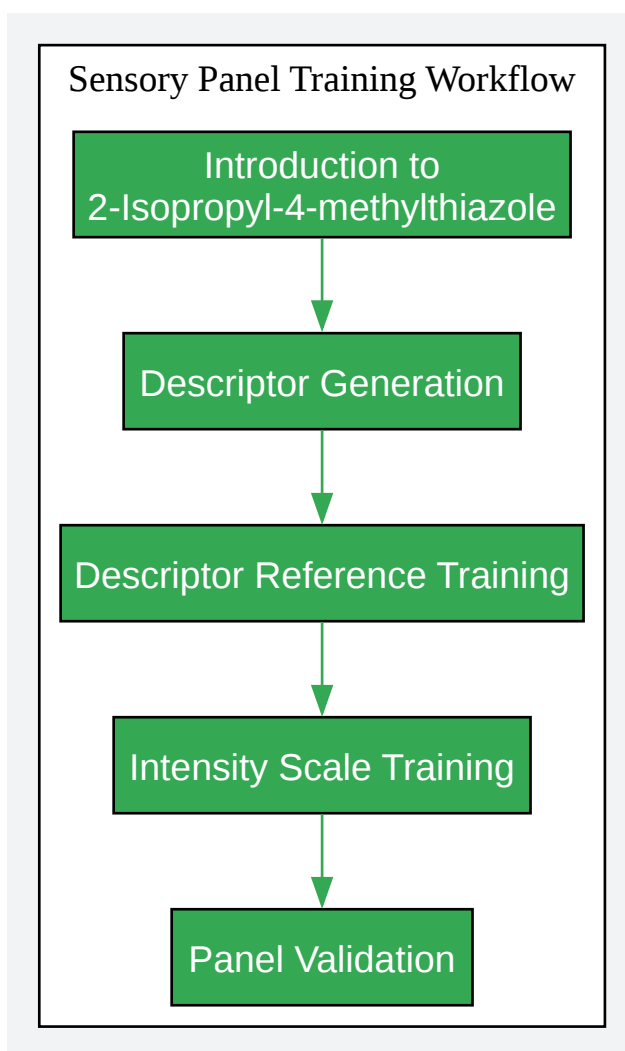 Sensory Panel Training Workflow
Introduction to
2-Isopropyl-4-methylthiazole
Descriptor Generation
Descriptor Reference Training
Intensity Scale Training
Panel Validation